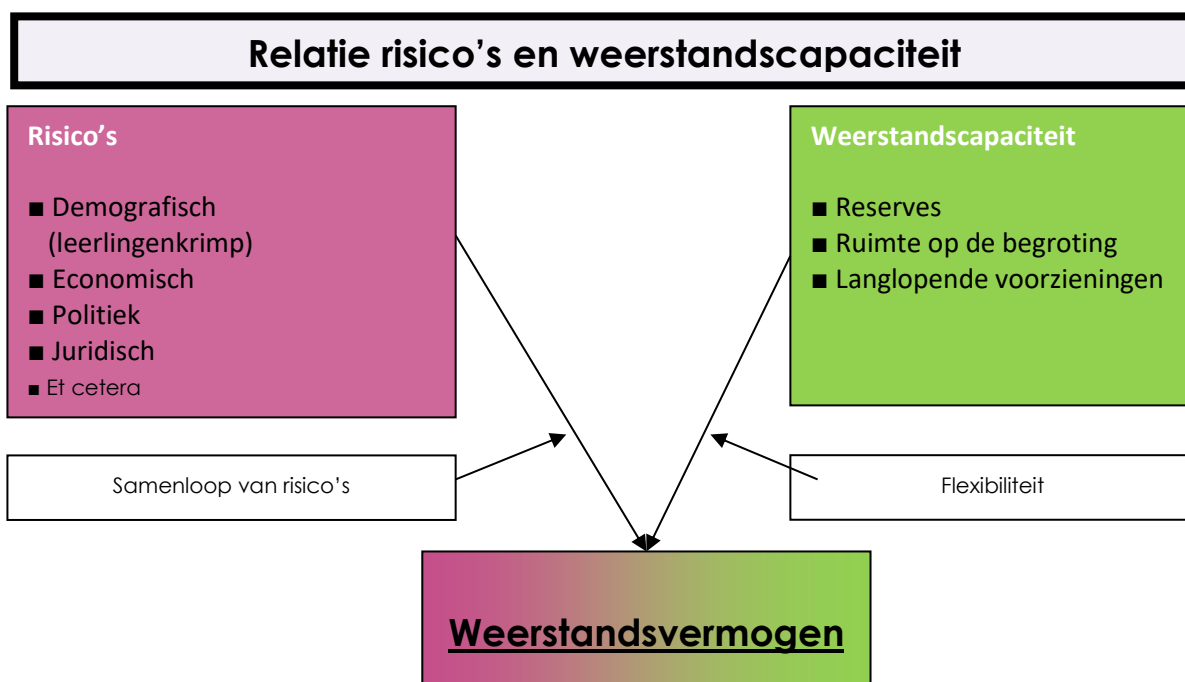 Relatie risico’s en weerstandscapaciteit
Risico’s
■ Demografisch
(leerlingenkrimp)
■ Economisch
■ Politiek
■ Juridisch
■ Et cetera
Weerstandscapaciteit
■ Reserves
■ Ruimte op de begroting
■ Langlopende voorzieningen
Samenloop van risico’s
Flexibiliteit
Weerstandsvermogen